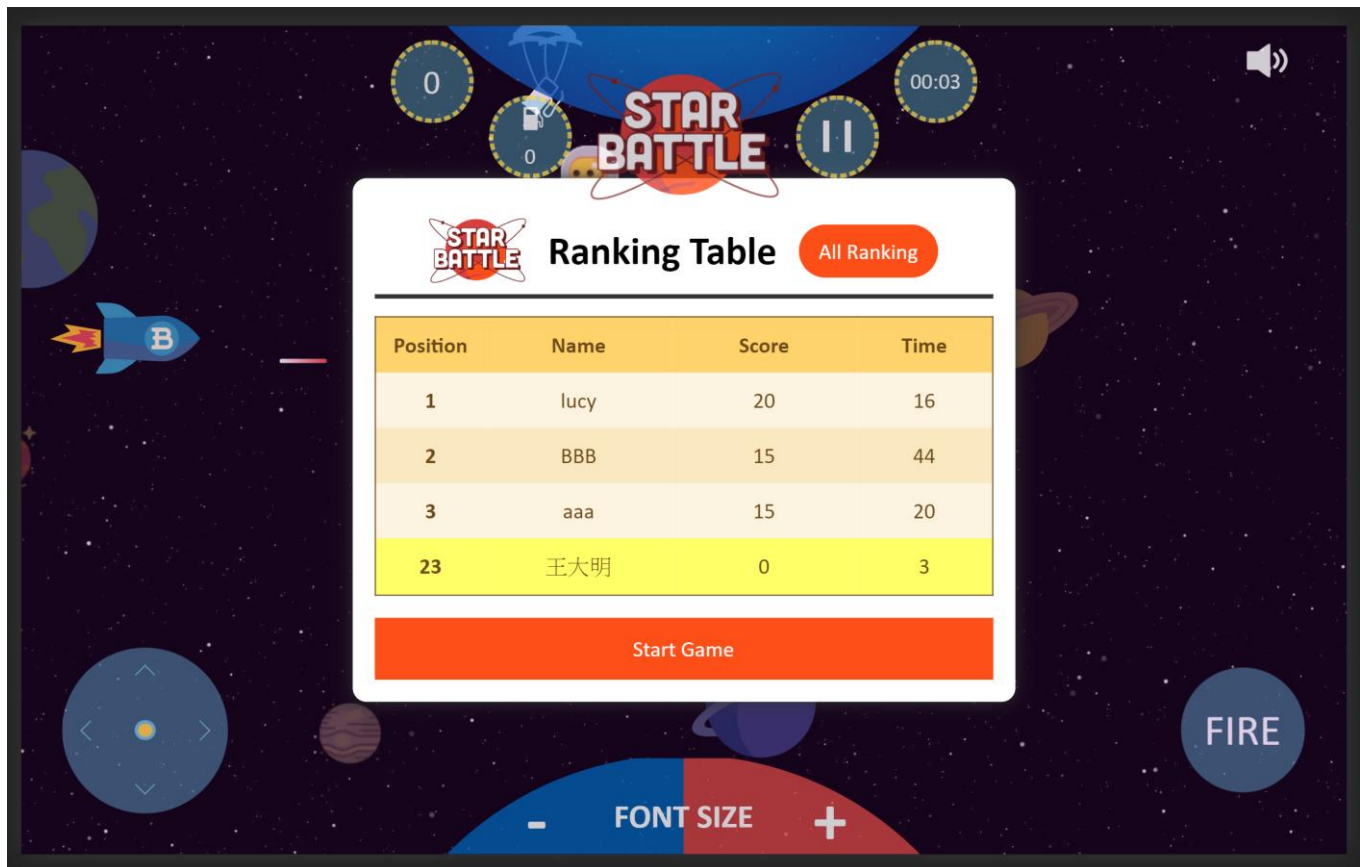 0
00:03
0
STAR
BATTLE
STAR
BATTLE
Ranking Table
All Ranking
Position Name Score Time
1 lucy 20 16
2 BBB 15 44
3 aaa 15 20
23 王大明 0 3
Start Game
B
FIRE
- FONT SIZE +